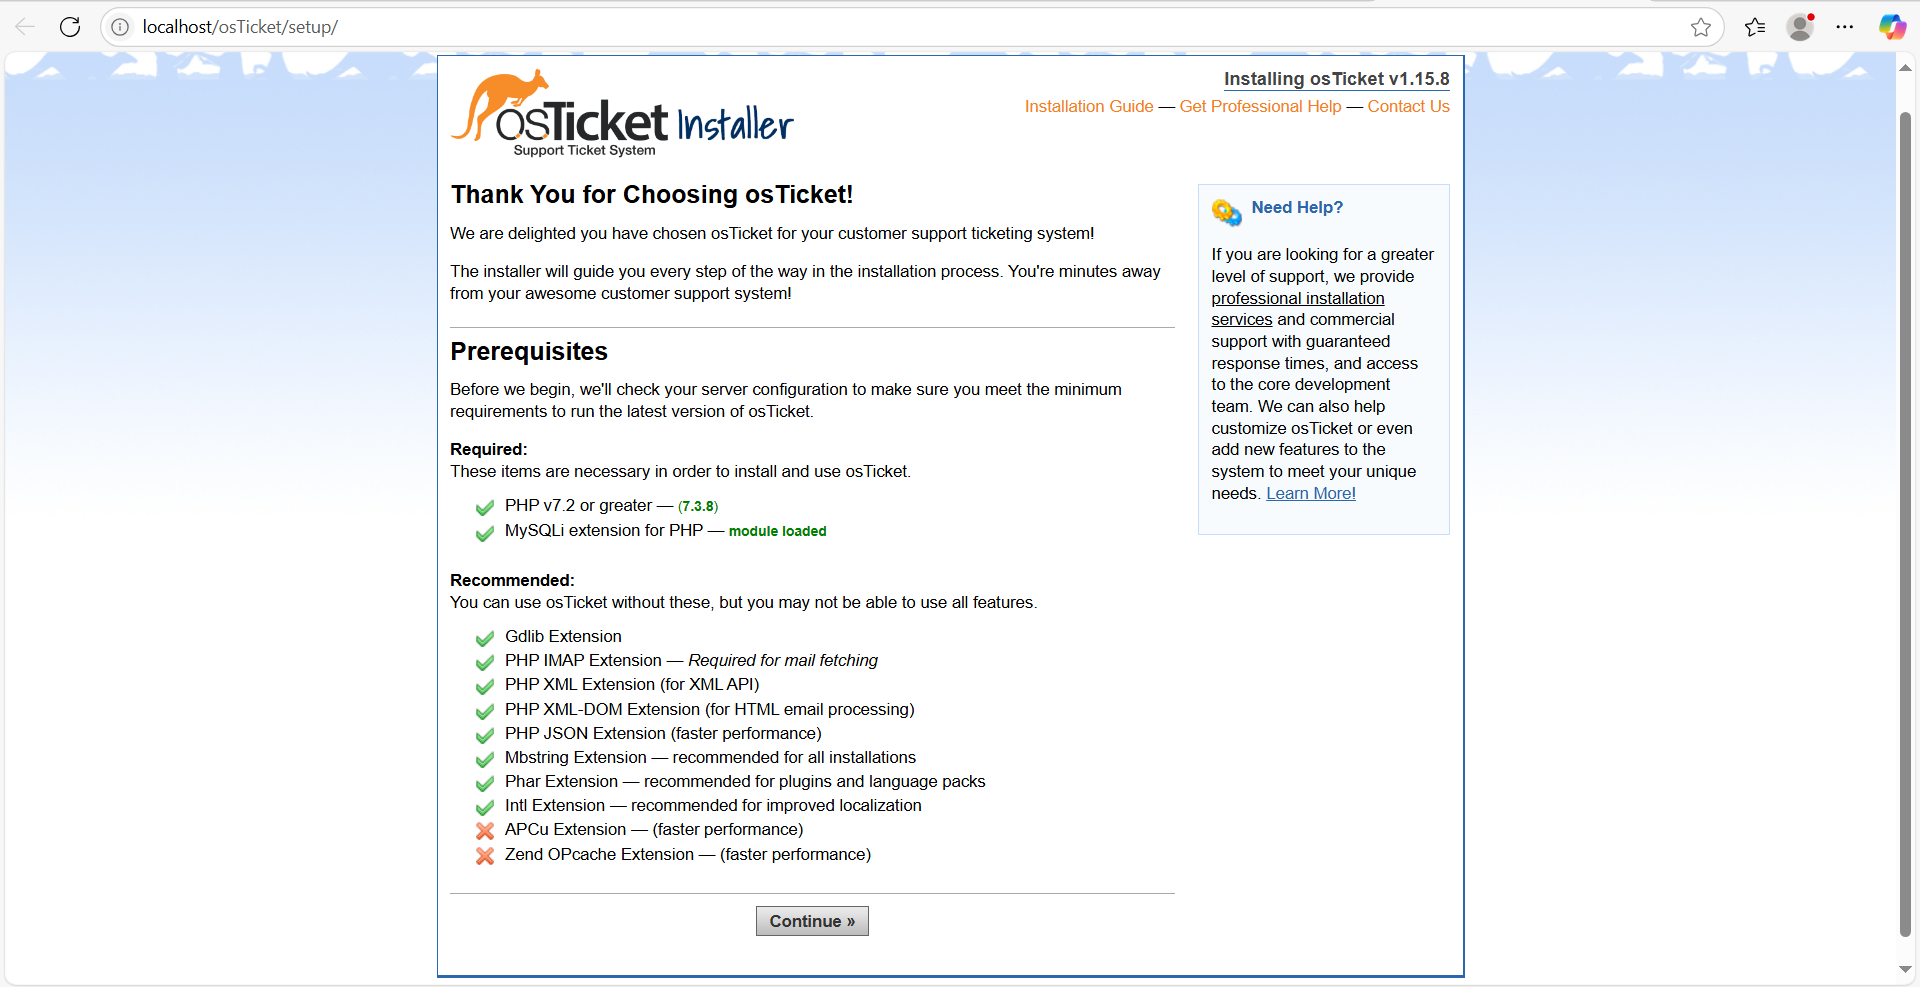 localhost/osTicket/setup/
osTicket Installer
Support Ticket System
Installing osTicket v1.15.8
Installation Guide — Get Professional Help — Contact Us
Thank You for Choosing osTicket!
We are delighted you have chosen osTicket for your customer support ticketing system!
The installer will guide you every step of the way in the installation process. You're minutes away
from your awesome customer support system!
Prerequisites
Before we begin, we'll check your server configuration to make sure you meet the minimum
requirements to run the latest version of osTicket.
Required:
These items are necessary in order to install and use osTicket.
PHP v7.2 or greater — (7.3.8)
MySQLi extension for PHP — module loaded
Recommended:
You can use osTicket without these, but you may not be able to use all features.
Gdlib Extension
PHP IMAP Extension — Required for mail fetching
PHP XML Extension (for XML API)
PHP XML-DOM Extension (for HTML email processing)
PHP JSON Extension (faster performance)
Mbstring Extension — recommended for all installations
Phar Extension — recommended for plugins and language packs
Intl Extension — recommended for improved localization
APCu Extension — (faster performance)
Zend OPcache Extension — (faster performance)
Continue »
Need Help?
If you are looking for a greater
level of support, we provide
professional installation
services and commercial
support with guaranteed
response times, and access
to the core development
team. We can also help
customize osTicket or even
add new features to the
system to meet your unique
needs. Learn More!